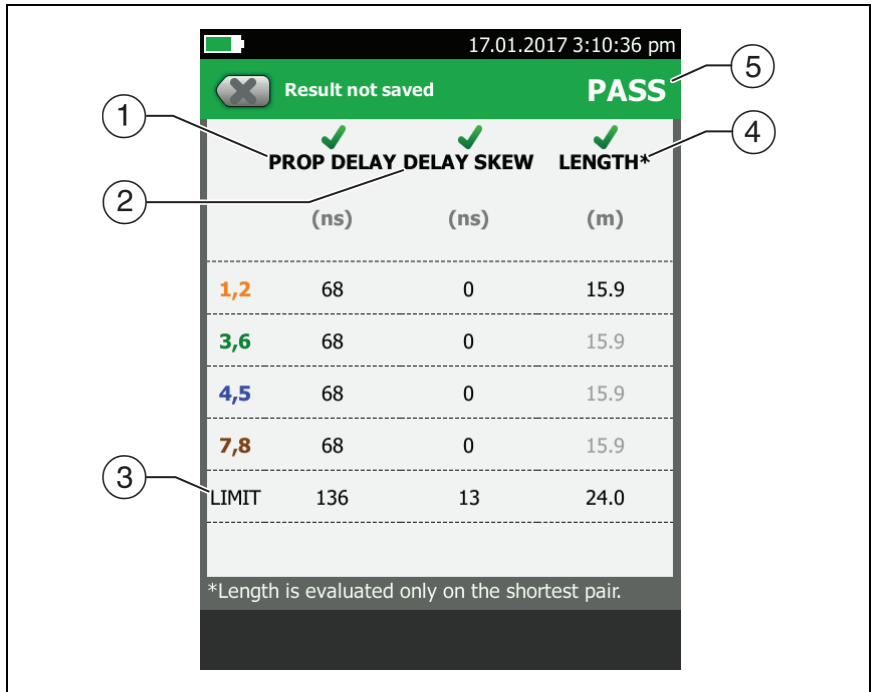 17.01.2017 3:10:36 pm
Result not saved PASS
5
1
4
PROP DELAY DELAY SKEW LENGTH*
2
(ns) (ns) (m)
1,2 68 0 15.9
3,6 68 0 15.9
4,5 68 0 15.9
7,8 68 0 15.9
3
LIMIT 136 13 24.0
*Length is evaluated only on the shortest pair.